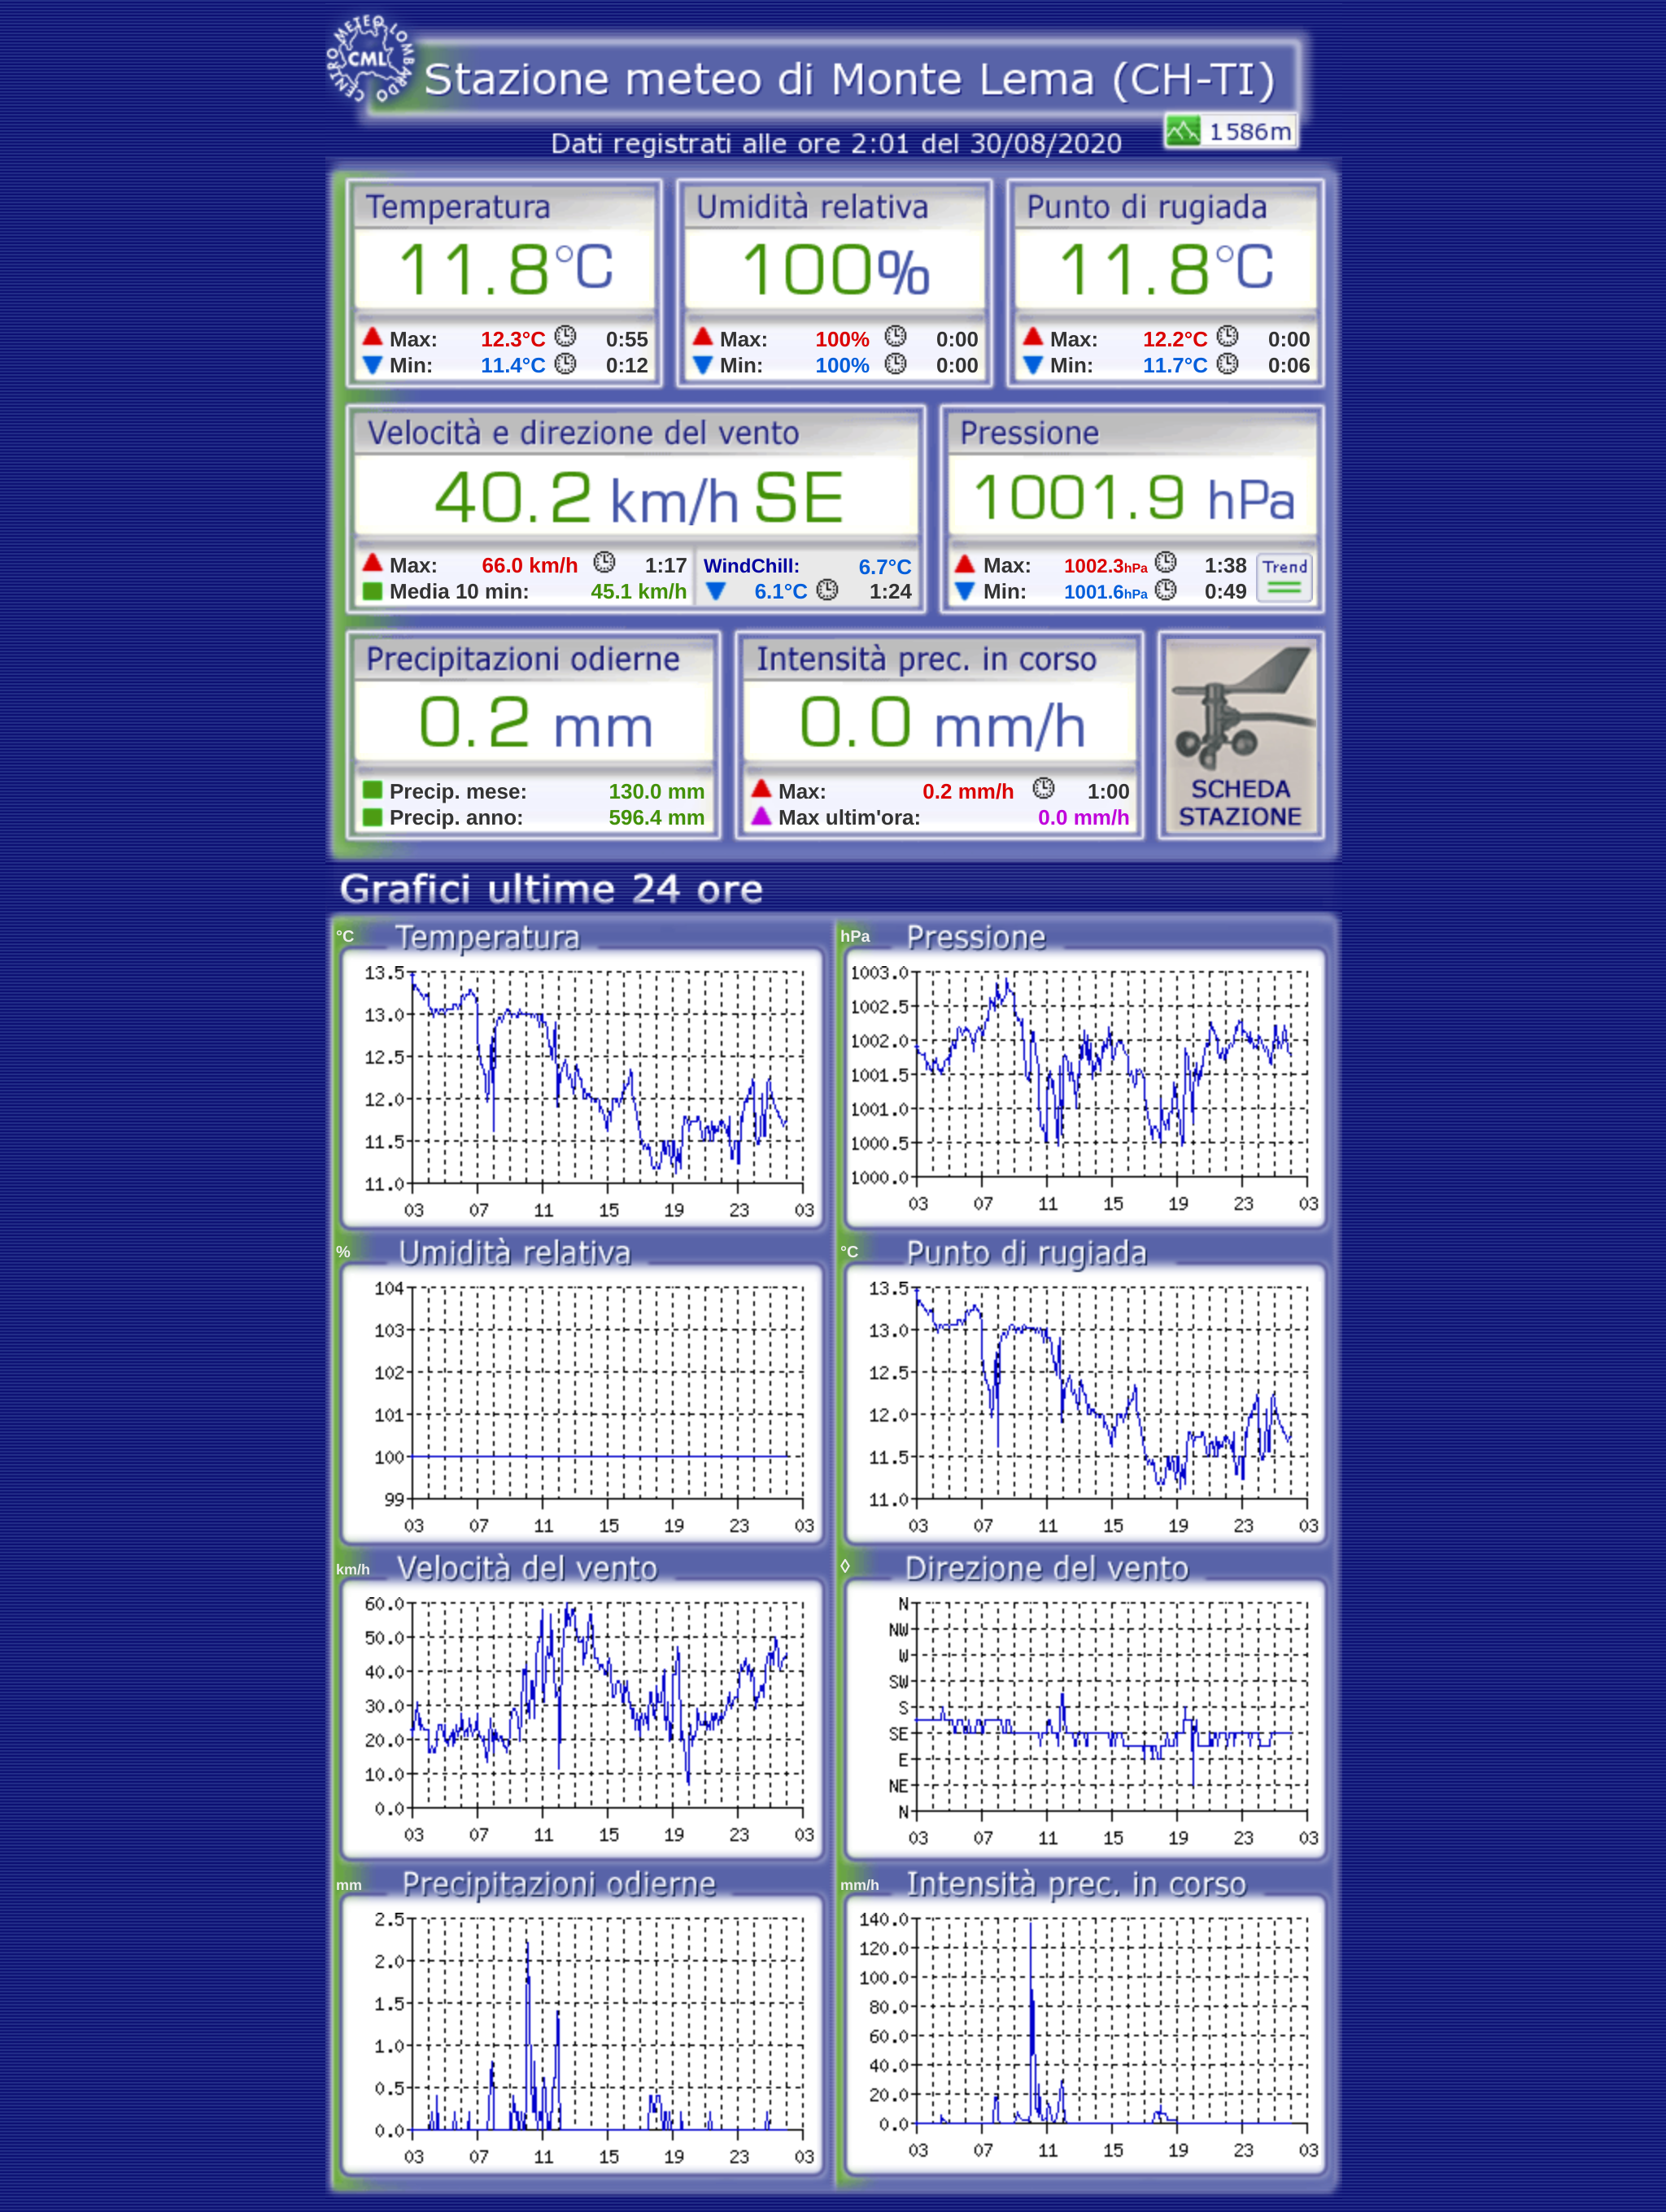 CENTRO METEO LOMBARDO
CML
Stazione meteo di Monte Lema (CH-TI)
1586m
Dati registrati alle ore 2:01 del 30/08/2020
Temperatura
11.8°C
Max: 12.3°C 0:55
Min: 11.4°C 0:12
Umidità relativa
100%
Max: 100% 0:00
Min: 100% 0:00
Punto di rugiada
11.8°C
Max: 12.2°C 0:00
Min: 11.7°C 0:06
Velocità e direzione del vento
40.2 km/h SE
Max: 66.0 km/h 1:17
Media 10 min: 45.1 km/h
WindChill: 6.7°C
6.1°C 1:24
Pressione
1001.9 hPa
Max: 1002.3hPa 1:38
Min: 1001.6hPa 0:49
Trend
Precipitazioni odierne
0.2 mm
Precip. mese: 130.0 mm
Precip. anno: 596.4 mm
Intensità prec. in corso
0.0 mm/h
Max: 0.2 mm/h 1:00
Max ultim'ora: 0.0 mm/h
SCHEDA
STAZIONE
Grafici ultime 24 ore
°C Temperatura
13.5
13.0
12.5
12.0
11.5
11.0
03 07 11 15 19 23 03
hPa Pressione
1003.0
1002.5
1002.0
1001.5
1001.0
1000.5
1000.0
03 07 11 15 19 23 03
% Umidità relativa
104
103
102
101
100
99
03 07 11 15 19 23 03
°C Punto di rugiada
13.5
13.0
12.5
12.0
11.5
11.0
03 07 11 15 19 23 03
km/h Velocità del vento
60.0
50.0
40.0
30.0
20.0
10.0
0.0
03 07 11 15 19 23 03
◊ Direzione del vento
N
NW
W
SW
S
SE
E
NE
N
03 07 11 15 19 23 03
mm Precipitazioni odierne
2.5
2.0
1.5
1.0
0.5
0.0
03 07 11 15 19 23 03
mm/h Intensità prec. in corso
140.0
120.0
100.0
80.0
60.0
40.0
20.0
0.0
03 07 11 15 19 23 03